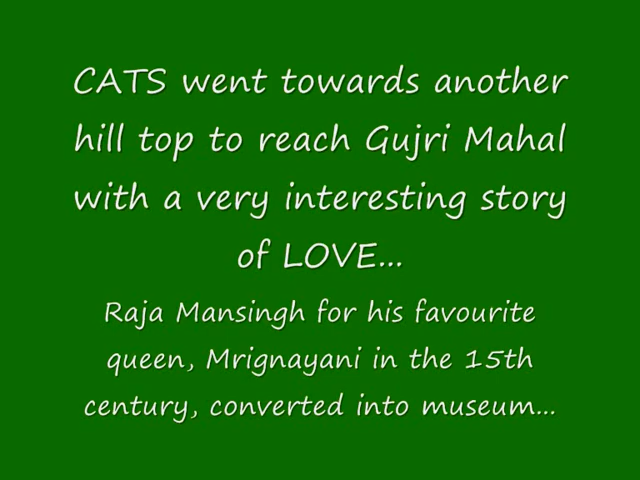 CATS went towards another
hill top to reach Gujri Mahal
with a very interesting story
of LOVE...
Raja Mansingh for his favourite
queen, Mrignayani in the 15th
century, converted into museum...